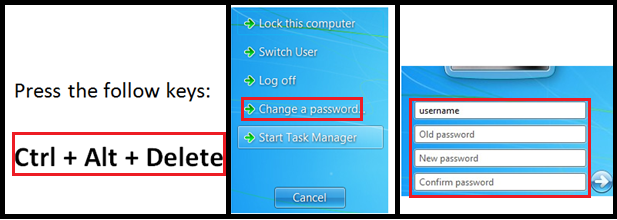 Press the follow keys:
Ctrl + Alt + Delete
Lock this computer
Switch User
Log off
Change a password...
Start Task Manager
Cancel
username
Old password
New password
Confirm password